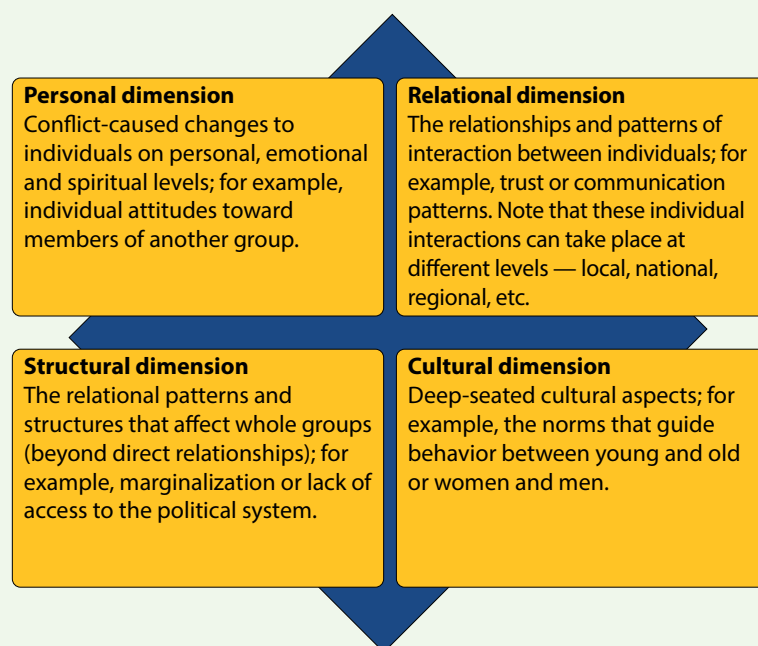 Personal dimension
Conflict-caused changes to
individuals on personal, emotional
and spiritual levels; for example,
individual attitudes toward
members of another group.
Relational dimension
The relationships and patterns of
interaction between individuals; for
example, trust or communication
patterns. Note that these individual
interactions can take place at
different levels — local, national,
regional, etc.
Structural dimension
The relational patterns and
structures that affect whole groups
(beyond direct relationships); for
example, marginalization or lack of
access to the political system.
Cultural dimension
Deep-seated cultural aspects; for
example, the norms that guide
behavior between young and old
or women and men.